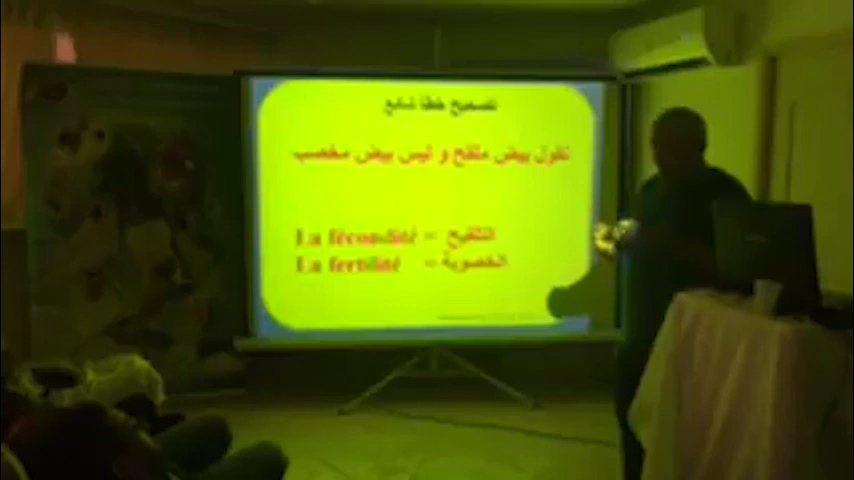 تصحيح خطأ شائع
نقول بيض ملقح و ليس بيض مخصب
La fécondité = التلقيح
La fertilité = الخصوبة